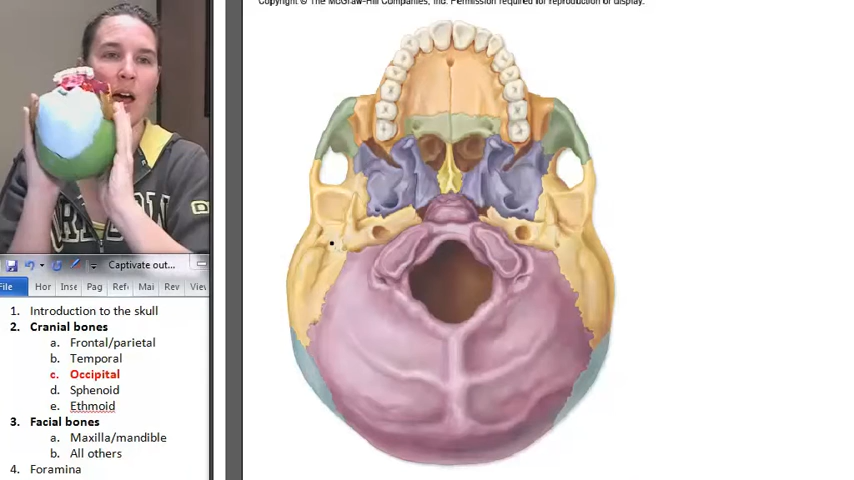 Copyright © The McGraw-Hill Companies, Inc. Permission required for reproduction or display.
Captivate out...
File Hor Inse Pag Refe Mai Rev Viev
1. Introduction to the skull
2. Cranial bones
a. Frontal/parietal
b. Temporal
c. Occipital
d. Sphenoid
e. Ethmoid
3. Facial bones
a. Maxilla/mandible
b. All others
4. Foramina